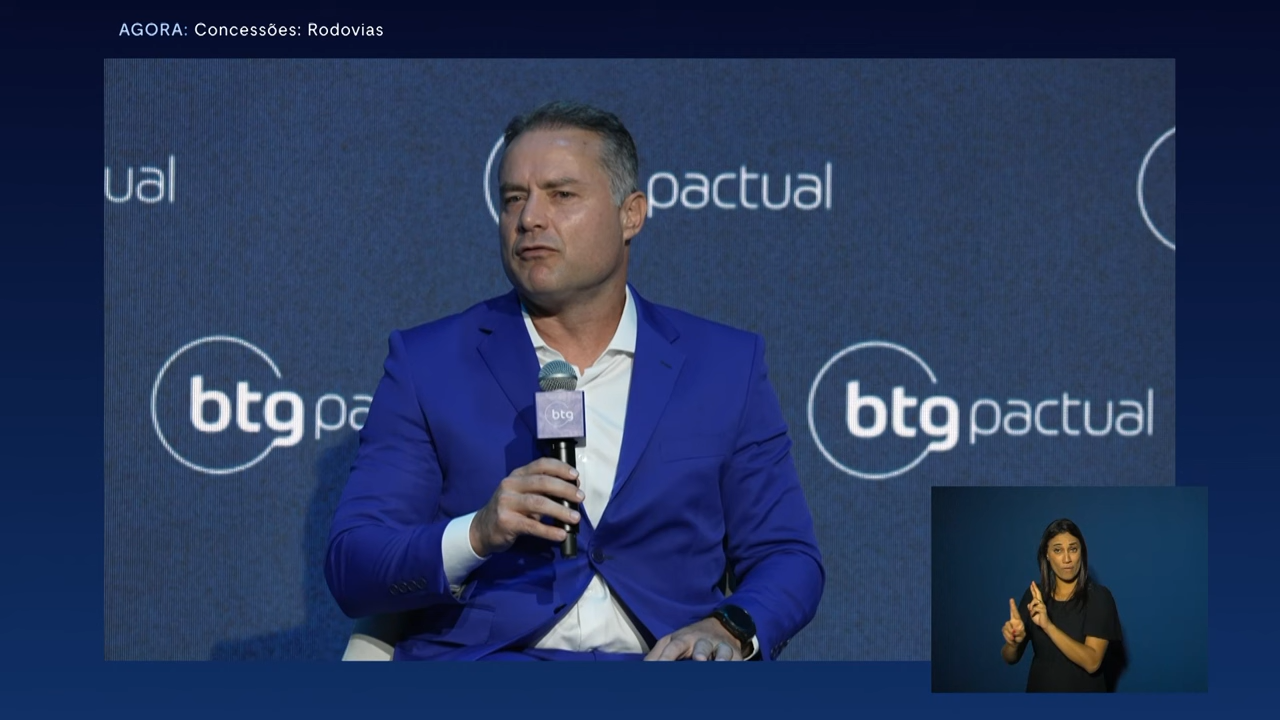 AGORA: Concessões: Rodovias
ual
pactual
btg pa
btg
btg pactual